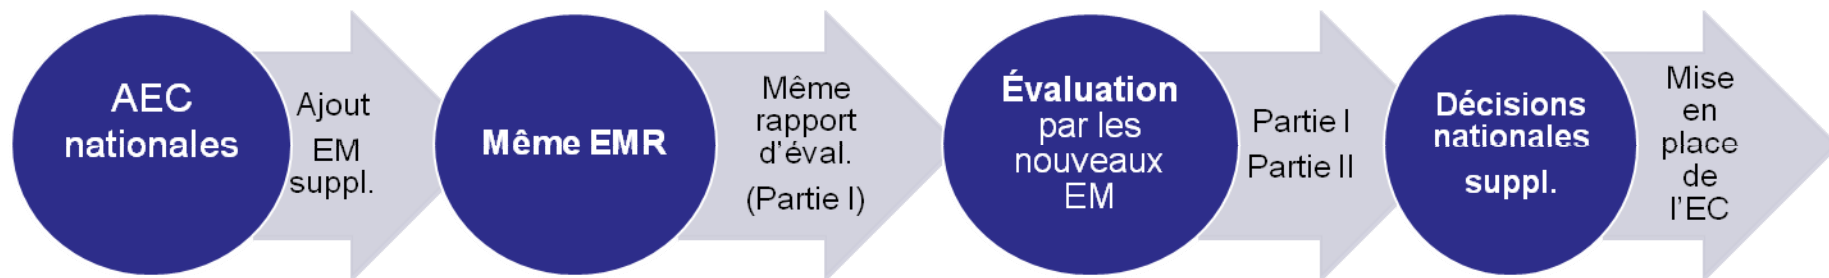 AEC
nationales
Ajout
EM
suppl.
Même EMR
Même
rapport
d'éval.
(Partie I)
Évaluation
par les
nouveaux
EM
Partie I
Partie II
Décisions
nationales
suppl.
Mise
en
place
de
l'EC